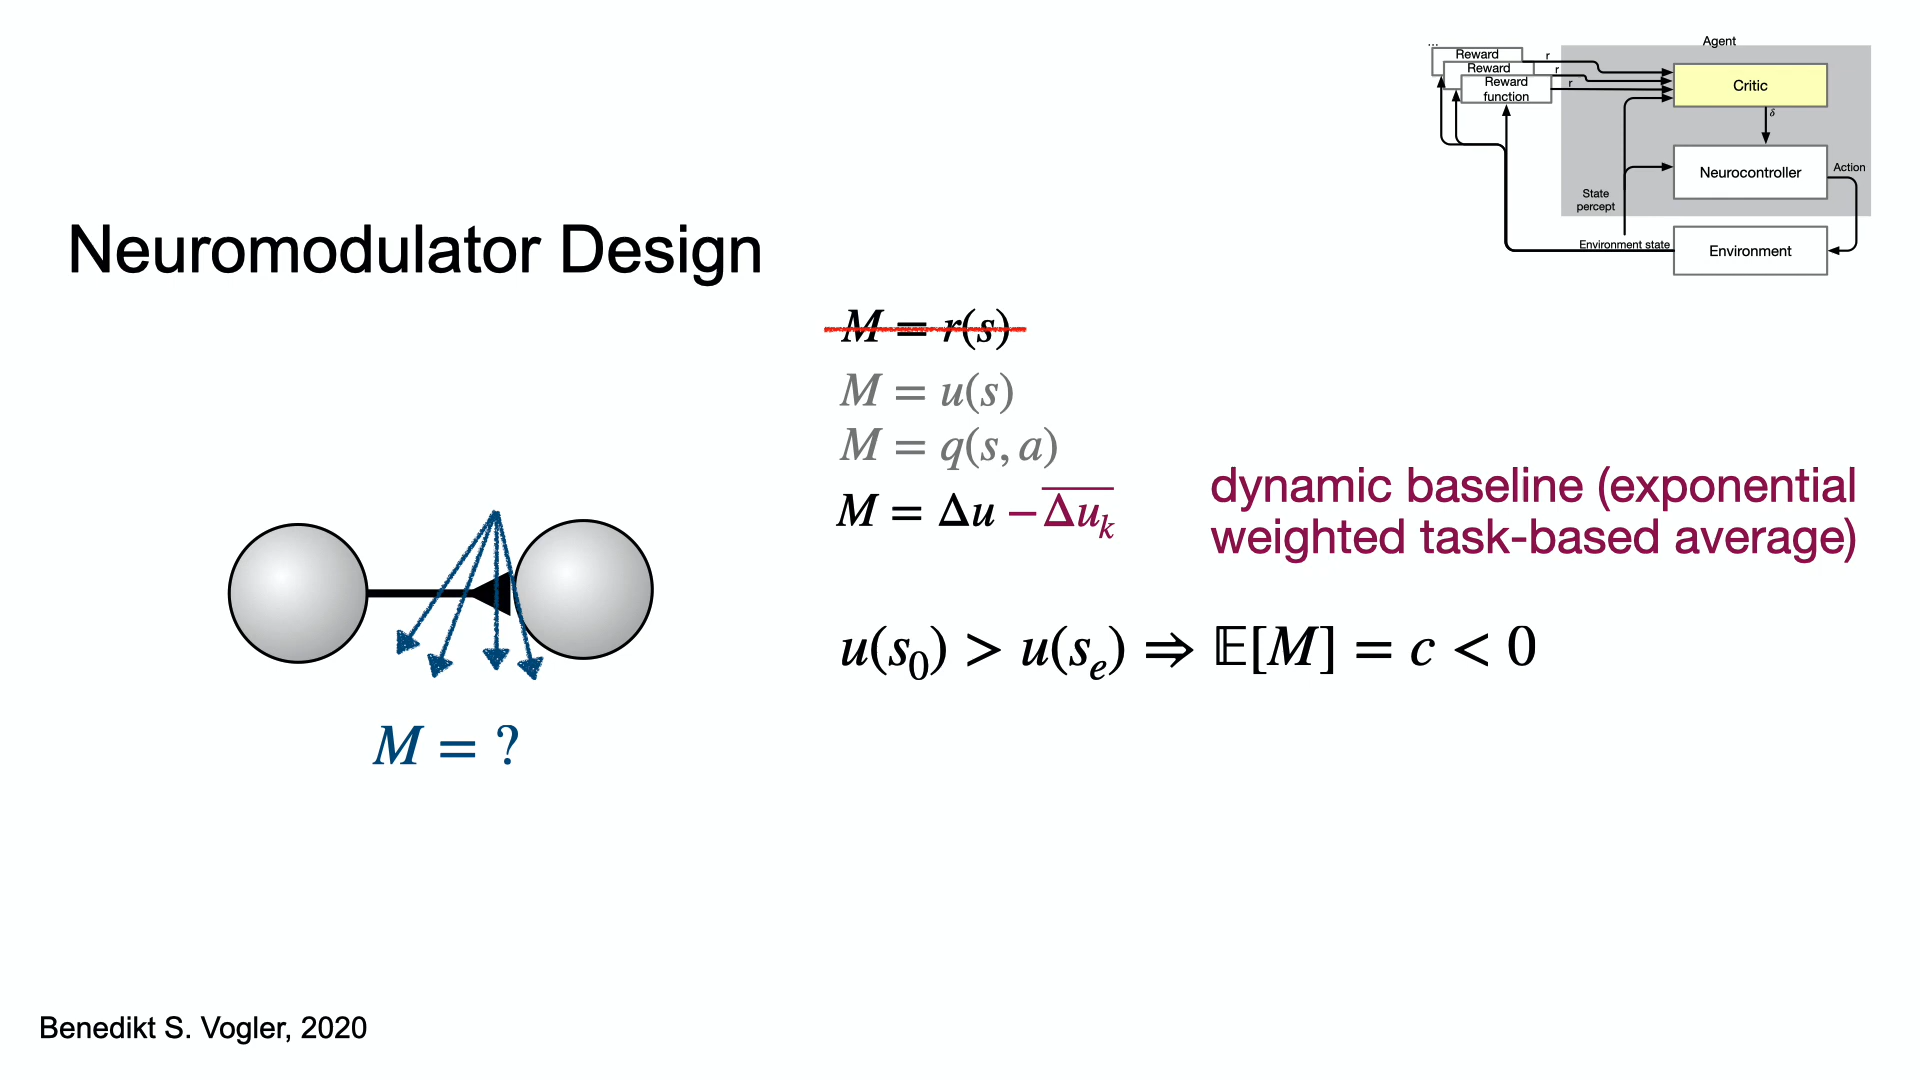 Agent
...
Reward
Reward
Reward
function
r
r
r
Critic
δ
Neurocontroller
Action
State
percept
Environment state
Environment
Neuromodulator Design
M = r(s)
M = u(s)
M = q(s, a)
M = Δu − \overline{Δu_k}
dynamic baseline (exponential
weighted task-based average)
u(s_0) > u(s_e) ⇒ 𝔼[M] = c < 0
M = ?
Benedikt S. Vogler, 2020